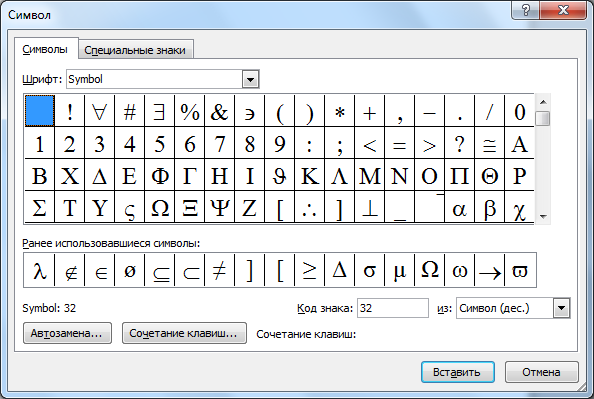 Символ
Символы Специальные знаки
Шрифт: Symbol
! ∀ # ∃ % & ϶ ( ) ∗ + , − . / 0
1 2 3 4 5 6 7 8 9 : ; < = > ? ≅ Α
Β Χ Δ Ε Φ Γ Η Ι ϑ Κ Λ Μ Ν Ο Π Θ Ρ
Σ Τ Υ ς Ω Ξ Ψ Ζ [ ∴ ] ⊥ _ ‾ α β χ
Ранее использовавшиеся символы:
λ ∉ ∈ ø ⊆ ⊂ ≠ ] [ ≥ Δ σ μ Ω ω → ϖ
Symbol: 32 Код знака: 32 из: Символ (дес.)
Автозамена... Сочетание клавиш... Сочетание клавиш:
Вставить Отмена